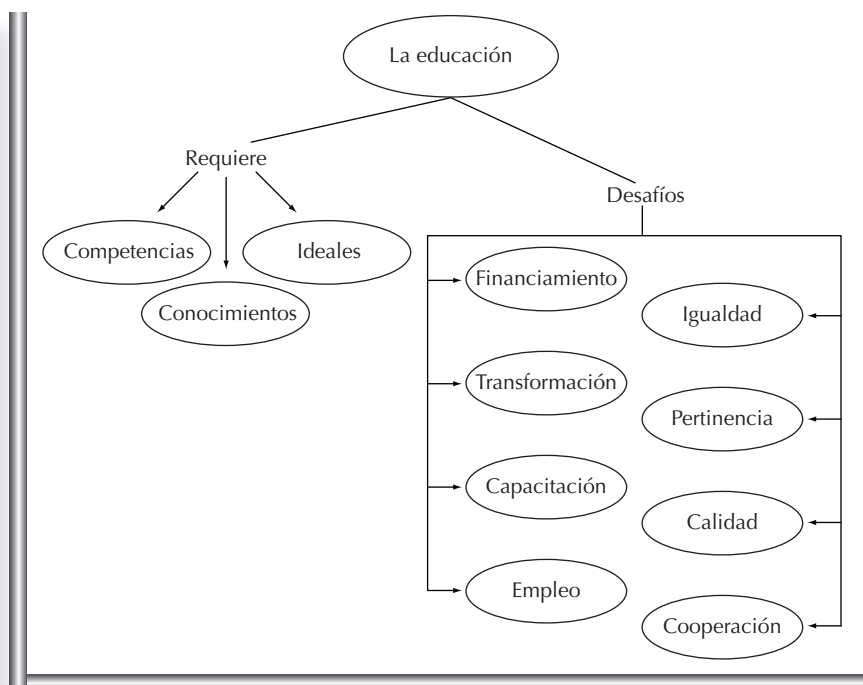 La educación
Requiere
Competencias
Ideales
Conocimientos
Desafíos
Financiamiento
Igualdad
Transformación
Pertinencia
Capacitación
Calidad
Empleo
Cooperación